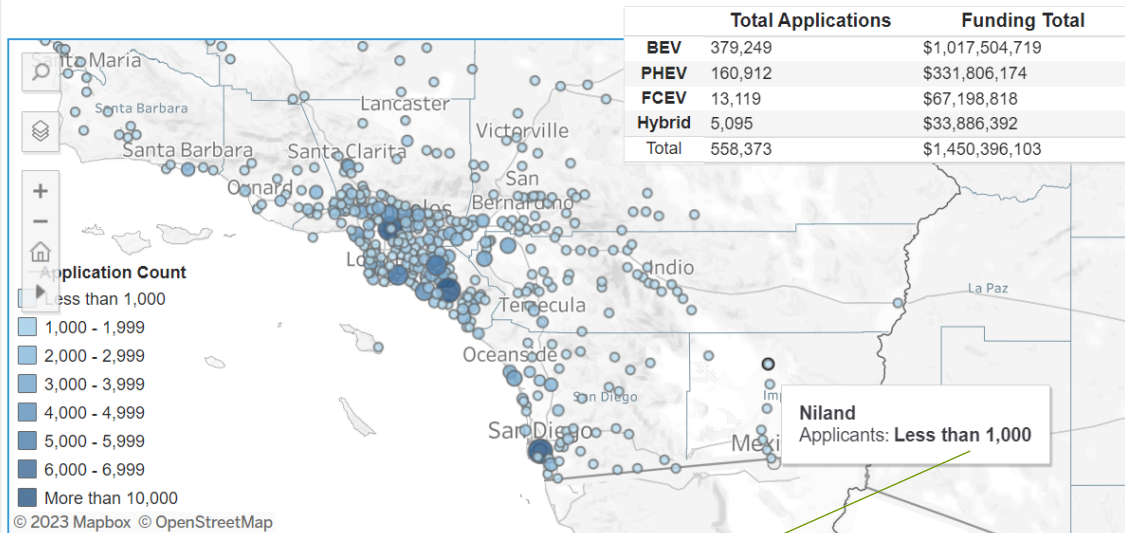 Total Applications Funding Total
BEV 379,249 $1,017,504,719
PHEV 160,912 $331,806,174
FCEV 13,119 $67,198,818
Hybrid 5,095 $33,886,392
Total 558,373 $1,450,396,103
Santa Maria
Santa Barbara
Lancaster
Victorville
Santa Barbara
Santa Clarita
San
Bernardino
Oxnard
Indio
La Paz
Temecula
Oceanside
San Diego
San Diego
Mexi
Application Count
Less than 1,000
1,000 - 1,999
2,000 - 2,999
3,000 - 3,999
4,000 - 4,999
5,000 - 5,999
6,000 - 6,999
More than 10,000
Niland
Applicants: Less than 1,000
© 2023 Mapbox © OpenStreetMap